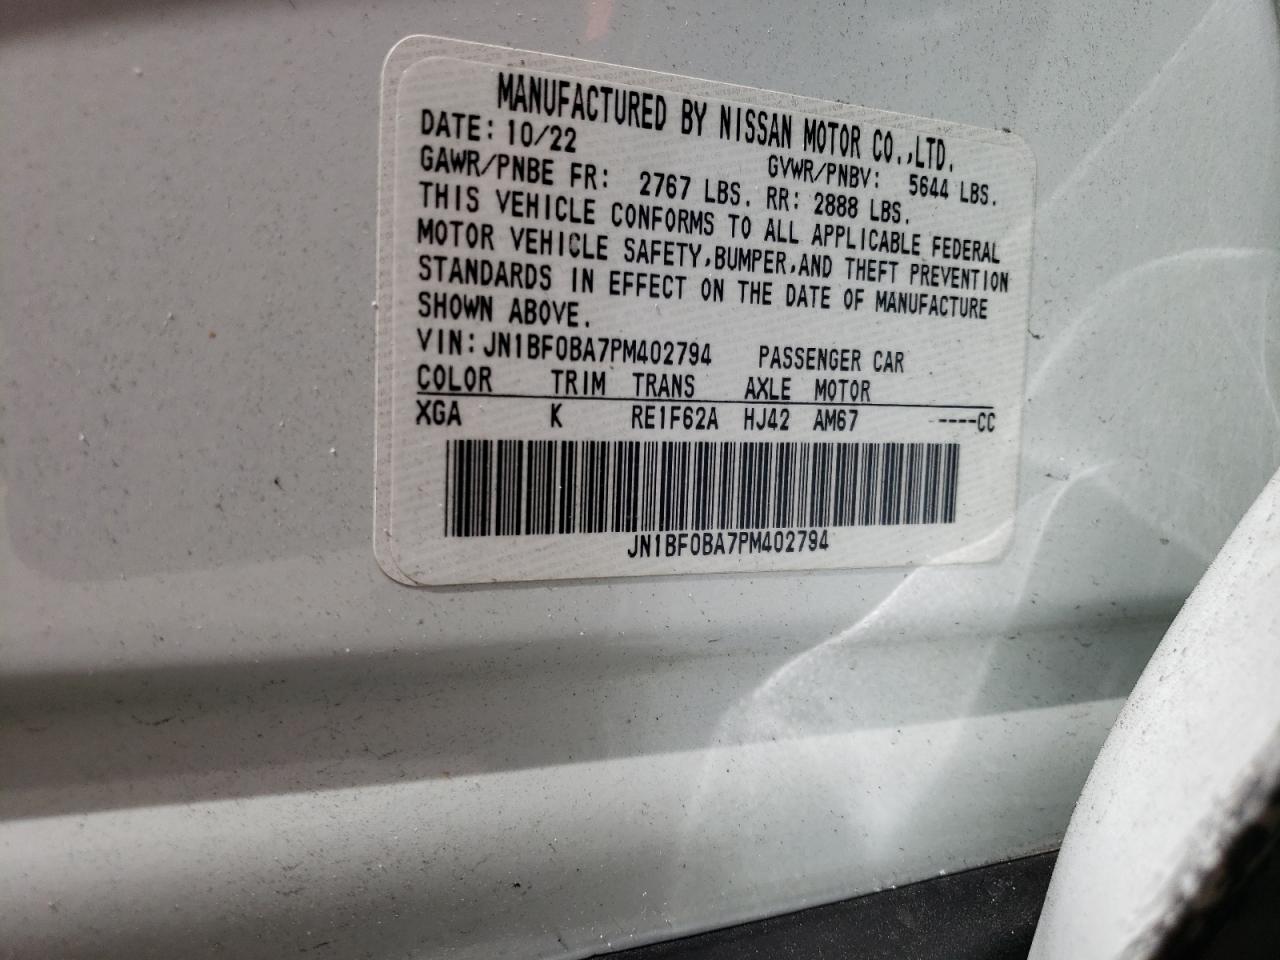 MANUFACTURED BY NISSAN MOTOR CO.,LTD.
DATE: 10/22 GVWR/PNBV: 5644 LBS.
GAWR/PNBE FR: 2767 LBS. RR: 2888 LBS.
THIS VEHICLE CONFORMS TO ALL APPLICABLE FEDERAL
MOTOR VEHICLE SAFETY,BUMPER,AND THEFT PREVENTION
STANDARDS IN EFFECT ON THE DATE OF MANUFACTURE
SHOWN ABOVE.
VIN: JN1BF0BA7PM402794 PASSENGER CAR
COLOR TRIM TRANS AXLE MOTOR
XGA K RE1F62A HJ42 AM67 ----CC
JN1BF0BA7PM402794